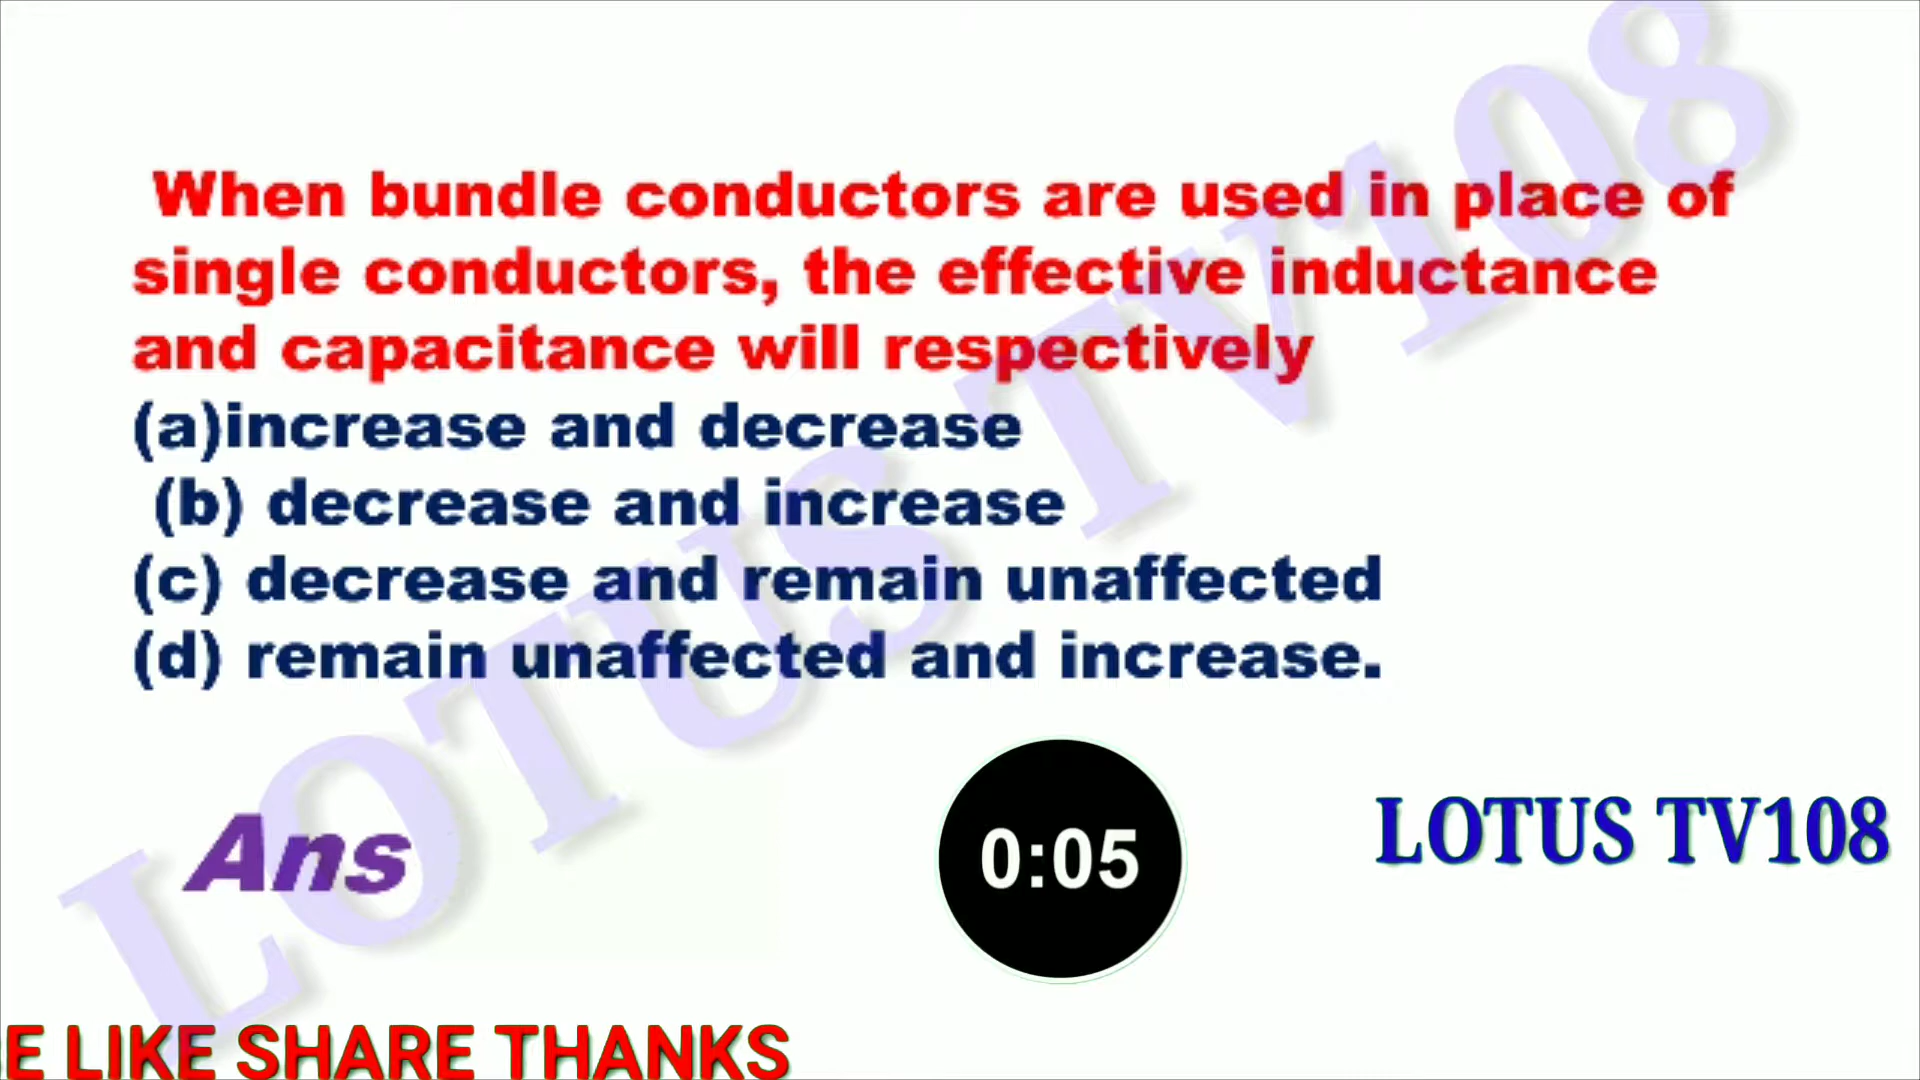 When bundle conductors are used in place of
single conductors, the effective inductance
and capacitance will respectively
(a)increase and decrease
(b) decrease and increase
(c) decrease and remain unaffected
(d) remain unaffected and increase.
Ans
0:05
LOTUS TV108
LOTUS TV108
E LIKE SHARE THANKS